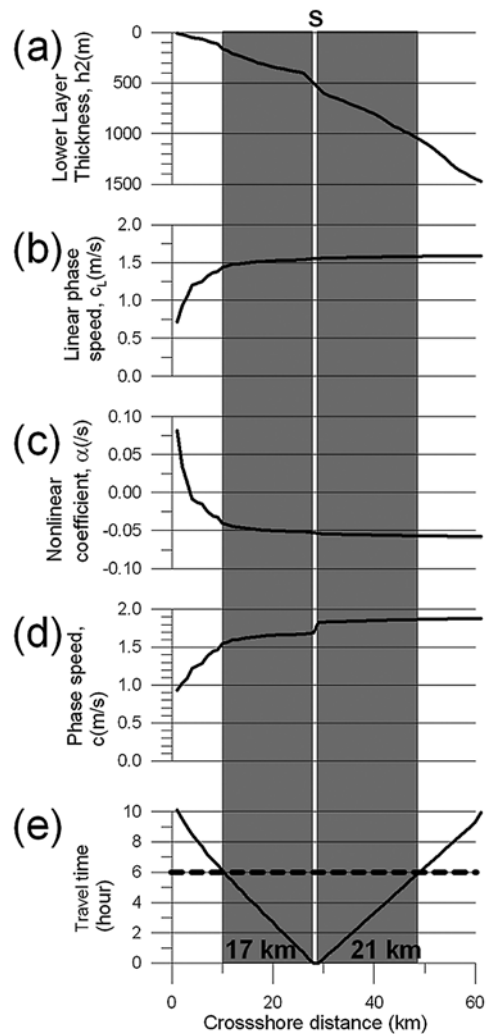 S
(a)
Lower Layer
Thickness, h2(m)
0
500
1000
1500
(b)
Linear phase
speed, cL(m/s)
2.0
1.5
1.0
0.5
0.0
(c)
Nonlinear
coefficient, α(/s)
0.10
0.05
0.00
-0.05
-0.10
(d)
Phase speed,
c(m/s)
2.0
1.5
1.0
0.5
0.0
(e)
Travel time
(hour)
10
8
6
4
2
0
17 km
21 km
0 20 40 60
Crossshore distance (km)